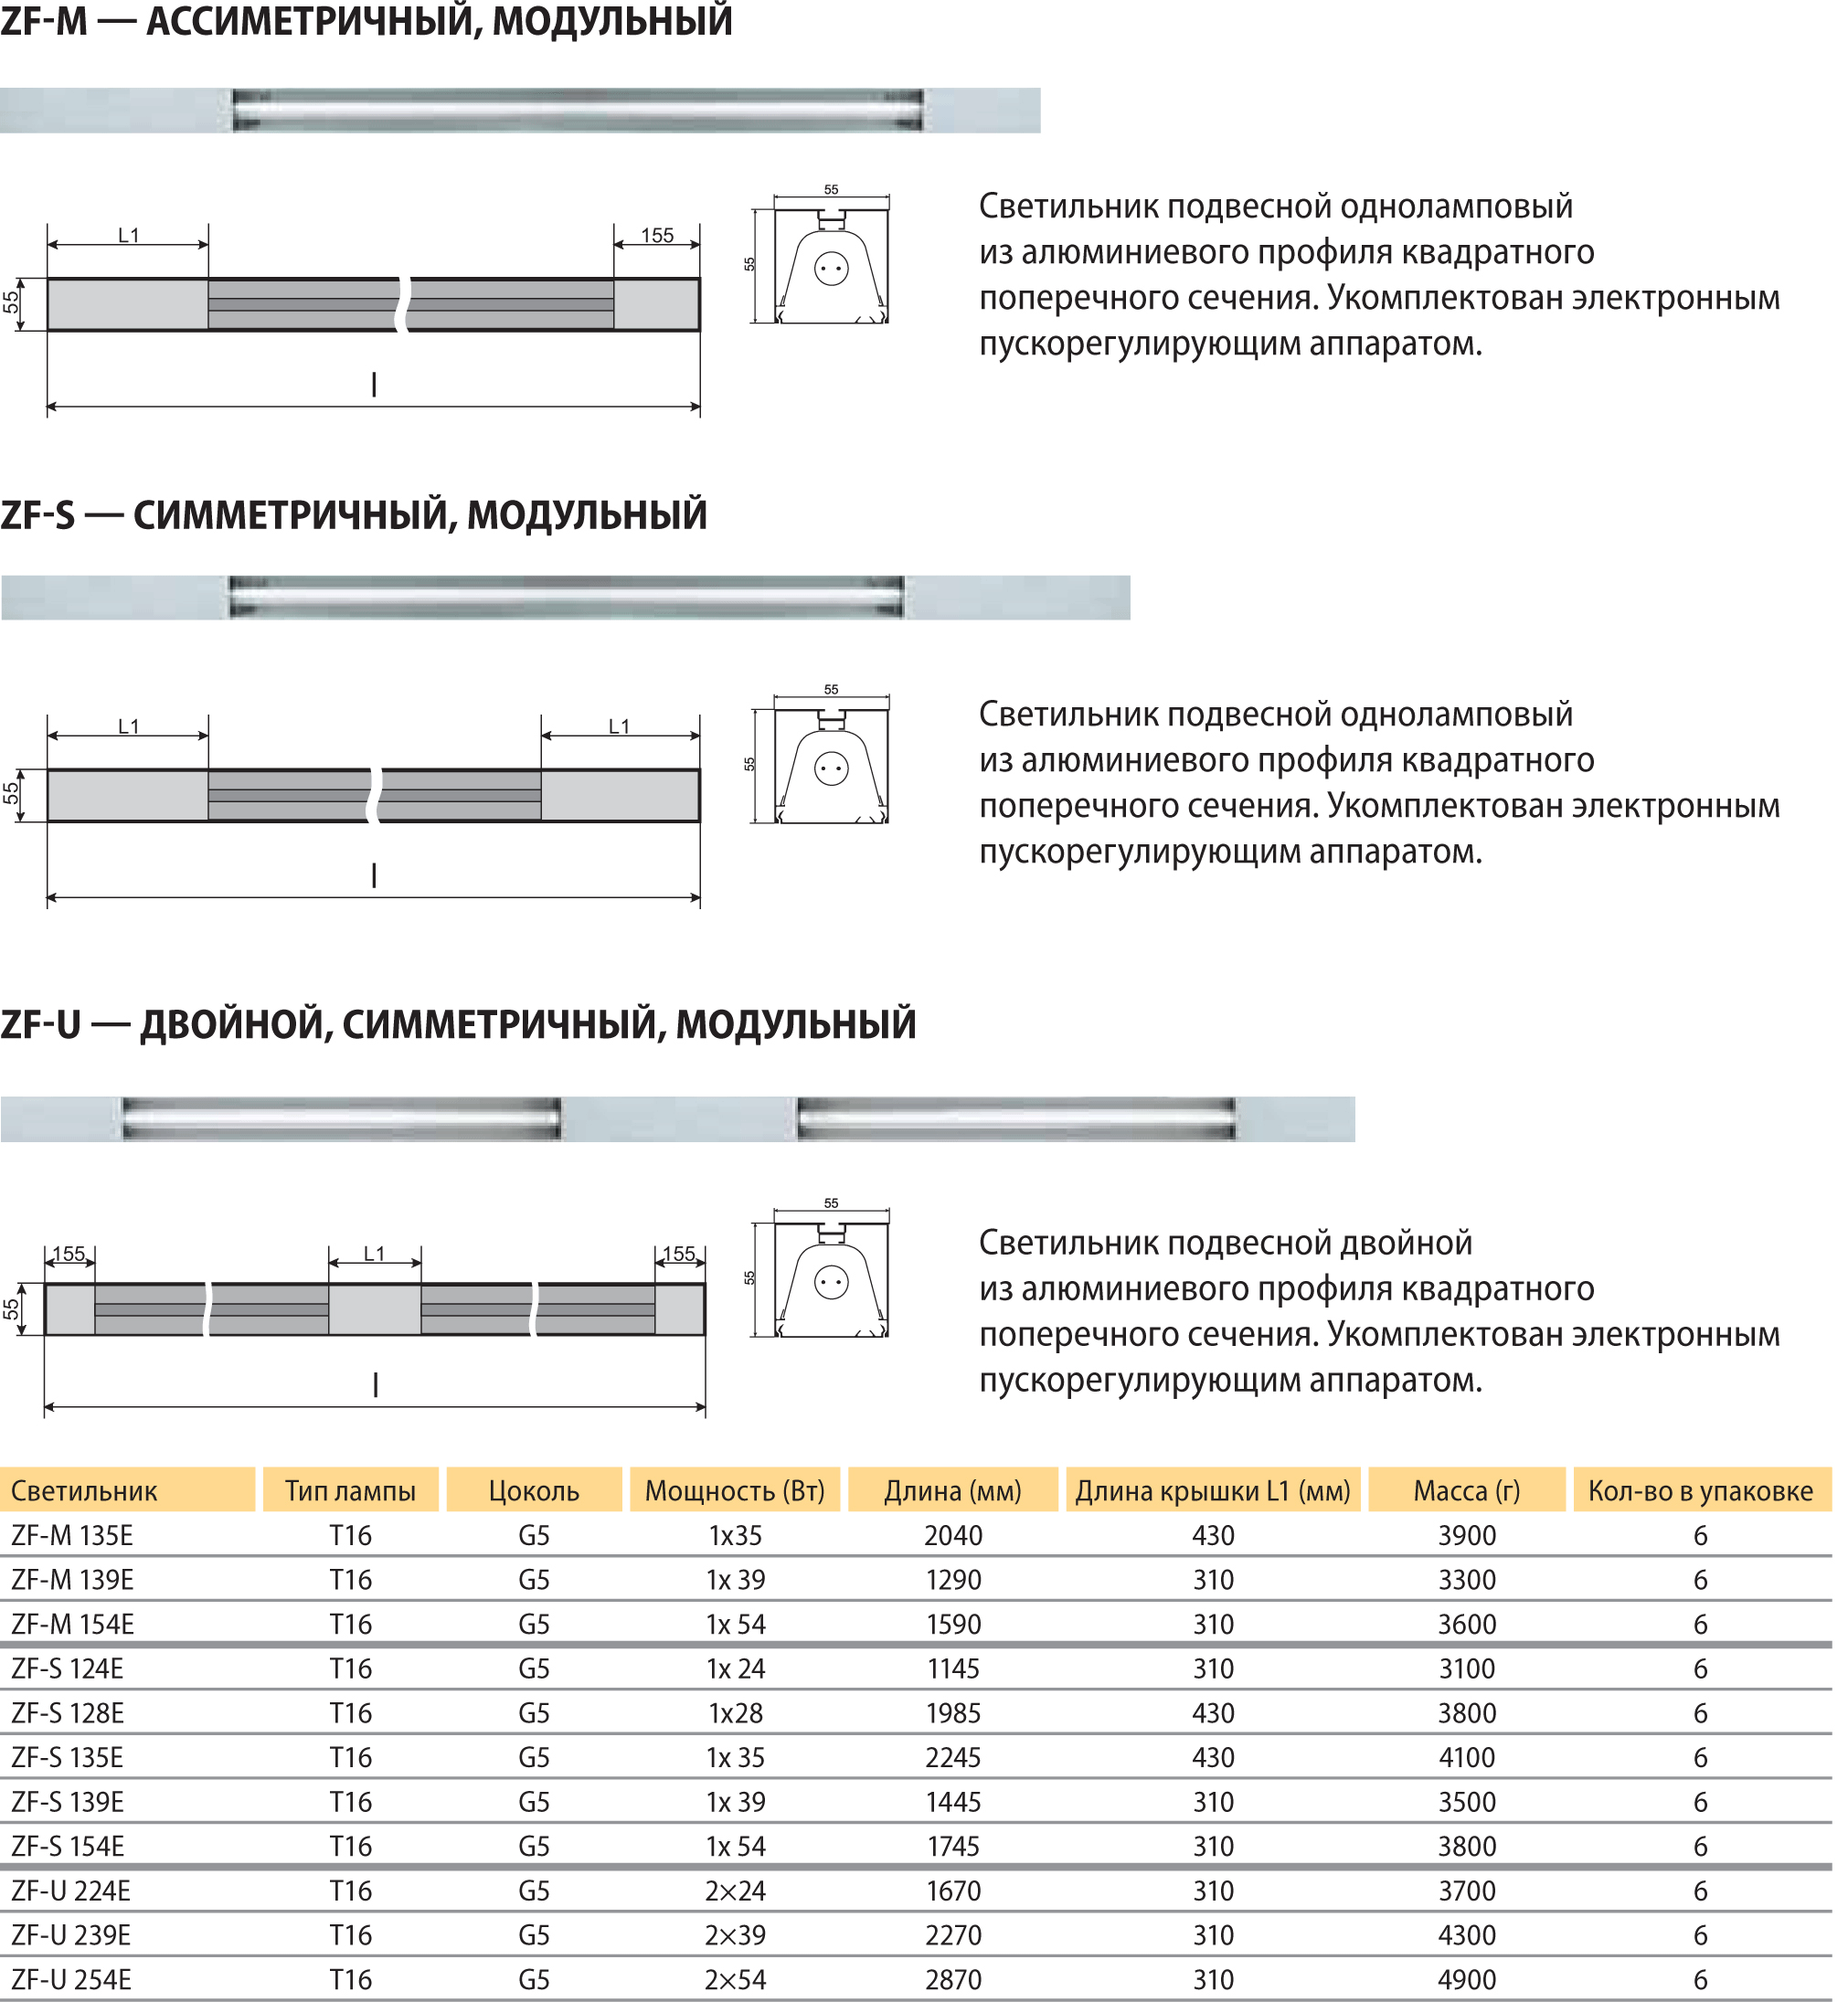 ZF-M — АССИМЕТРИЧНЫЙ, МОДУЛЬНЫЙ
L1
155
55
l
55
55
Светильник подвесной одноламповый
из алюминиевого профиля квадратного
поперечного сечения. Укомплектован электронным
пускорегулирующим аппаратом.
ZF-S — СИММЕТРИЧНЫЙ, МОДУЛЬНЫЙ
L1
L1
55
l
55
55
Светильник подвесной одноламповый
из алюминиевого профиля квадратного
поперечного сечения. Укомплектован электронным
пускорегулирующим аппаратом.
ZF-U — ДВОЙНОЙ, СИММЕТРИЧНЫЙ, МОДУЛЬНЫЙ
155
L1
155
55
l
55
55
Светильник подвесной двойной
из алюминиевого профиля квадратного
поперечного сечения. Укомплектован электронным
пускорегулирующим аппаратом.
Светильник Тип лампы Цоколь Мощность (Вт) Длина (мм) Длина крышки L1 (мм) Масса (г) Кол-во в упаковке
ZF-M 135E T16 G5 1x35 2040 430 3900 6
ZF-M 139E T16 G5 1x 39 1290 310 3300 6
ZF-M 154E T16 G5 1x 54 1590 310 3600 6
ZF-S 124E T16 G5 1x 24 1145 310 3100 6
ZF-S 128E T16 G5 1x28 1985 430 3800 6
ZF-S 135E T16 G5 1x 35 2245 430 4100 6
ZF-S 139E T16 G5 1x 39 1445 310 3500 6
ZF-S 154E T16 G5 1x 54 1745 310 3800 6
ZF-U 224E T16 G5 2×24 1670 310 3700 6
ZF-U 239E T16 G5 2×39 2270 310 4300 6
ZF-U 254E T16 G5 2×54 2870 310 4900 6